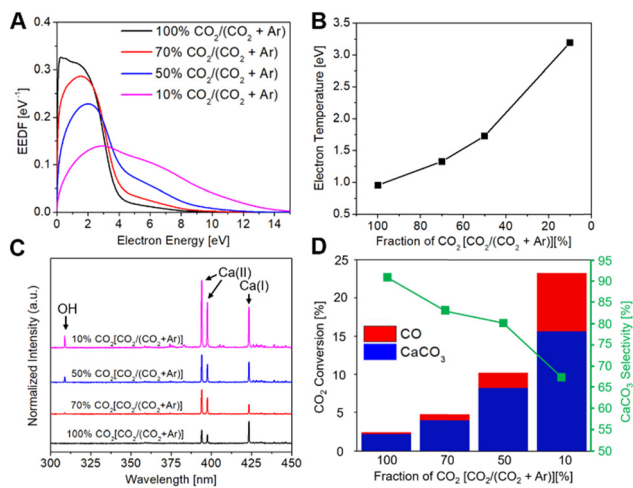 A
100% CO2/(CO2 + Ar)
70% CO2/(CO2 + Ar)
50% CO2/(CO2 + Ar)
10% CO2/(CO2 + Ar)
EEDF [eV⁻¹]
0.4
0.3
0.2
0.1
0.0
0 2 4 6 8 10 12 14
Electron Energy [eV]
B
Electron Temperature [eV]
3.5
3.0
2.5
2.0
1.5
1.0
0.5
100 80 60 40 20 0
Fraction of CO2 [CO2/(CO2 + Ar)][%]
C
Normalized Intensity (a.u.)
OH
Ca(II)
Ca(I)
10% CO2[CO2/(CO2+Ar)]
50% CO2[CO2/(CO2+Ar)]
70% CO2[CO2/(CO2+Ar)]
100% CO2[CO2/(CO2+Ar)]
300 325 350 375 400 425 450
Wavelength [nm]
D
CO2 Conversion [%]
25
20
15
10
5
0
CO
CaCO3
95
90
85
80
75
70
65
60
55
50
CaCO3 Selectivity [%]
100 70 50 10
Fraction of CO2 [CO2/(CO2 + Ar)][%]